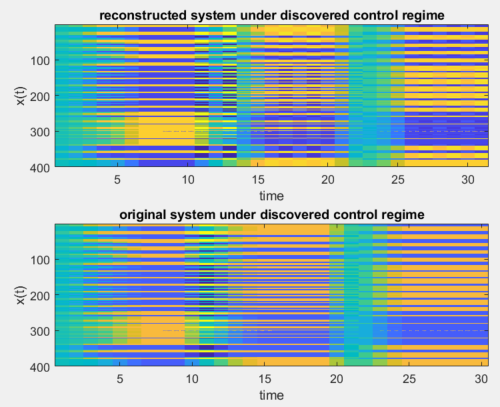 reconstructed system under discovered control regime
100
200
300
400
x(t)
5 10 15 20 25 30
time
original system under discovered control regime
100
200
300
400
x(t)
5 10 15 20 25 30
time